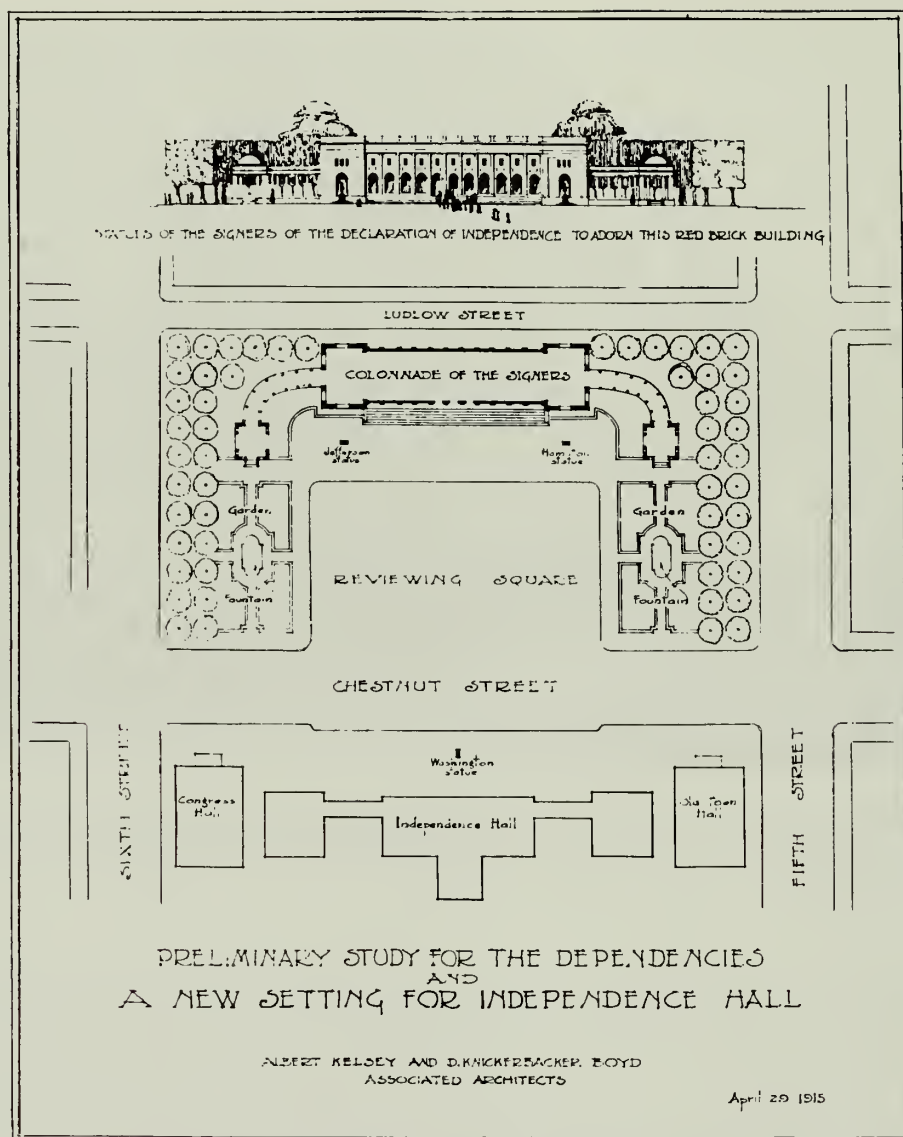 STATUES OF THE SIGNERS OF THE DECLARATION OF INDEPENDENCE TO ADORN THIS RED BRICK BUILDING
LUDLOW STREET
COLONNADE OF THE SIGNERS
Jefferson
statue
Hamilton
statue
Garden
Garden
REVIEWING SQUARE
Fountain
Fountain
CHESTNUT STREET
SIXTH STREET
FIFTH STREET
Washington
statue
Congress
Hall
Independence Hall
Old Town
Hall
PRELIMINARY STUDY FOR THE DEPENDENCIES
AND
A NEW SETTING FOR INDEPENDENCE HALL
ALBERT KELSEY AND D. KNICKERBACKER BOYD
ASSOCIATED ARCHITECTS
April 29 1915